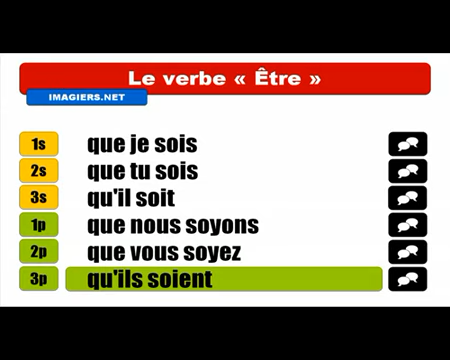 Le verbe « Être »
IMAGIERS.NET
1s que je sois
2s que tu sois
3s qu'il soit
1p que nous soyons
2p que vous soyez
3p qu'ils soient